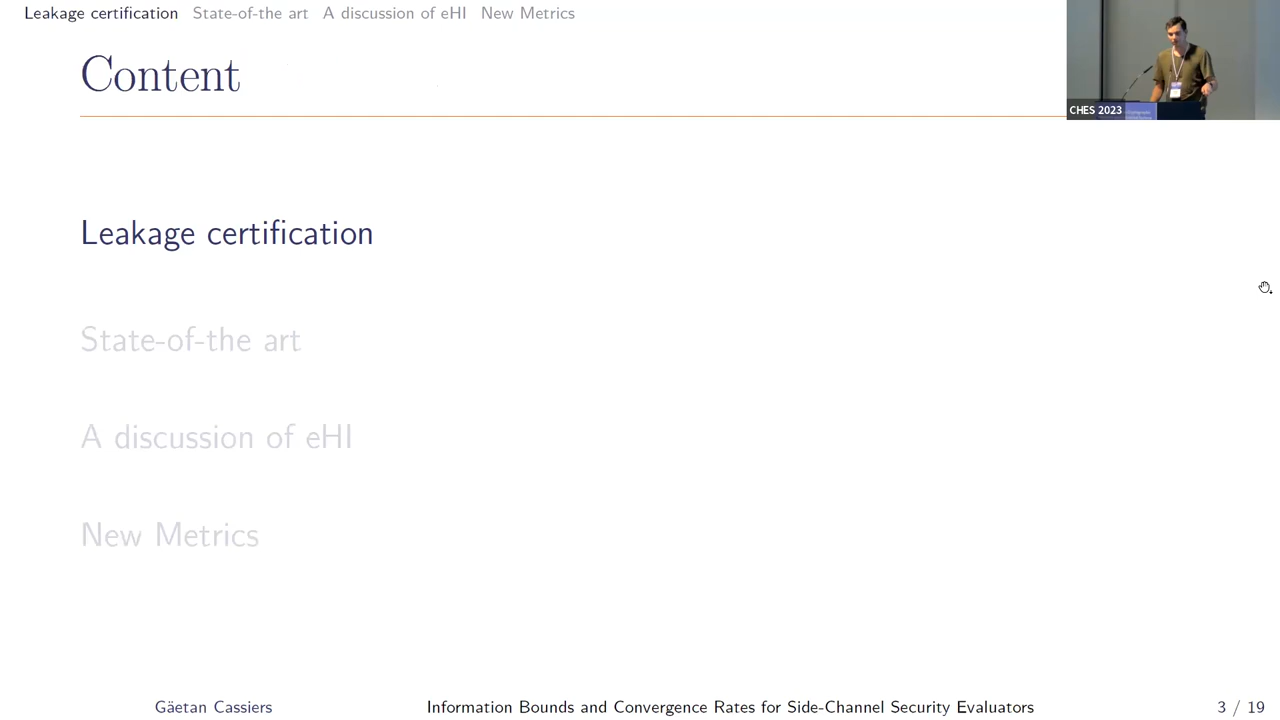 Leakage certification State-of-the art A discussion of eHI New Metrics
Content
CHES 2023
Leakage certification
State-of-the art
A discussion of eHI
New Metrics
Gäetan Cassiers Information Bounds and Convergence Rates for Side-Channel Security Evaluators 3 / 19